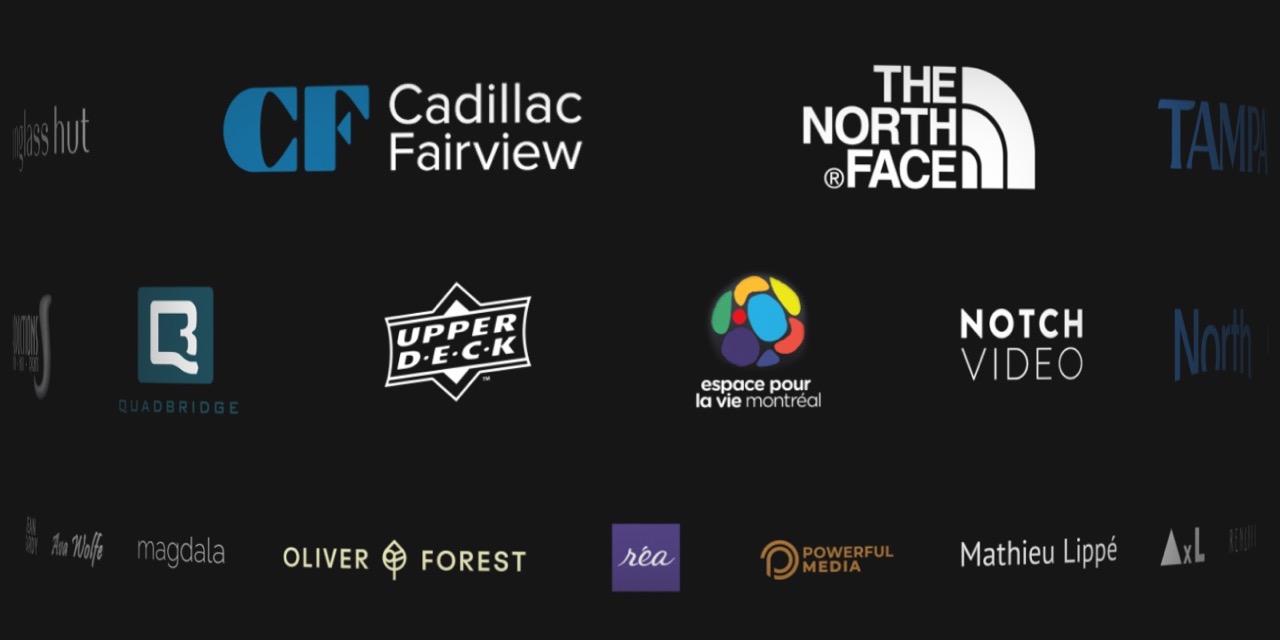 hut
CF Cadillac
Fairview
THE
NORTH
® FACE
TAMPA
QUADBRIDGE
UPPER
D·E·C·K
™
espace pour
la vie montréal
NOTCH
VIDEO
North
Ava Wolfe
magdala
OLIVER FOREST
réa
POWERFUL
MEDIA
Mathieu Lippé
AxL